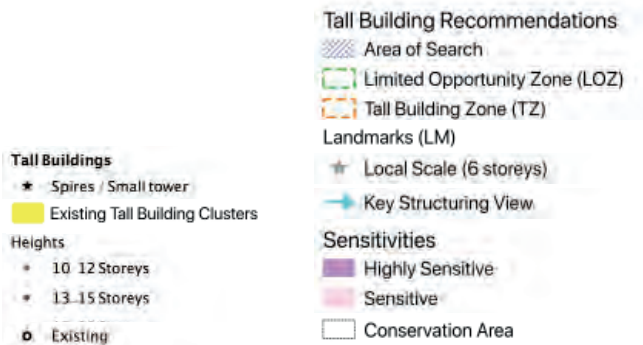 Tall Buildings
Spires / Small tower
Existing Tall Building Clusters
Heights
10 12 Storeys
13 15 Storeys
Existing
Tall Building Recommendations
Area of Search
Limited Opportunity Zone (LOZ)
Tall Building Zone (TZ)
Landmarks (LM)
Local Scale (6 storeys)
Key Structuring View
Sensitivities
Highly Sensitive
Sensitive
Conservation Area